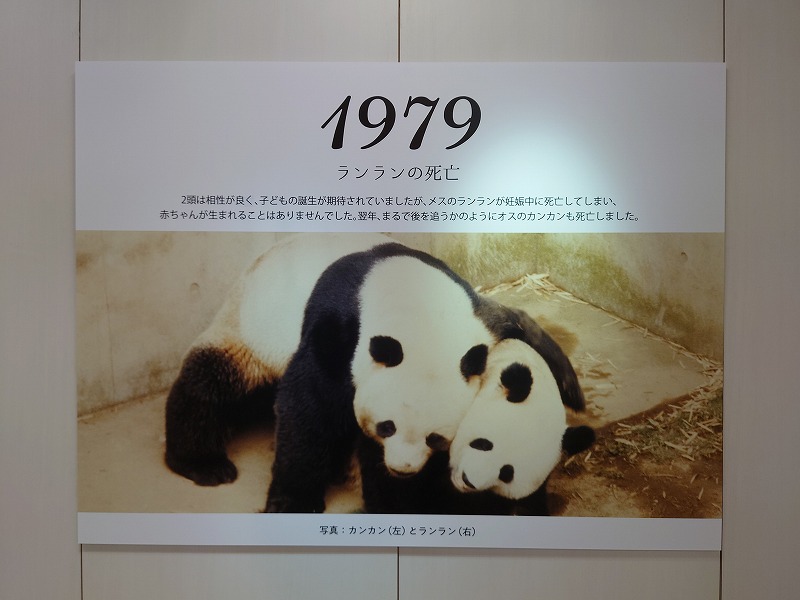 1979
ランランの死亡
2頭は相性が良く、子どもの誕生が期待されていましたが、メスのランランが妊娠中に死亡してしまい、
赤ちゃんが生まれることはありませんでした。翌年、まるで後を追うかのようにオスのカンカンも死亡しました。
写真：カンカン（左）とランラン（右）